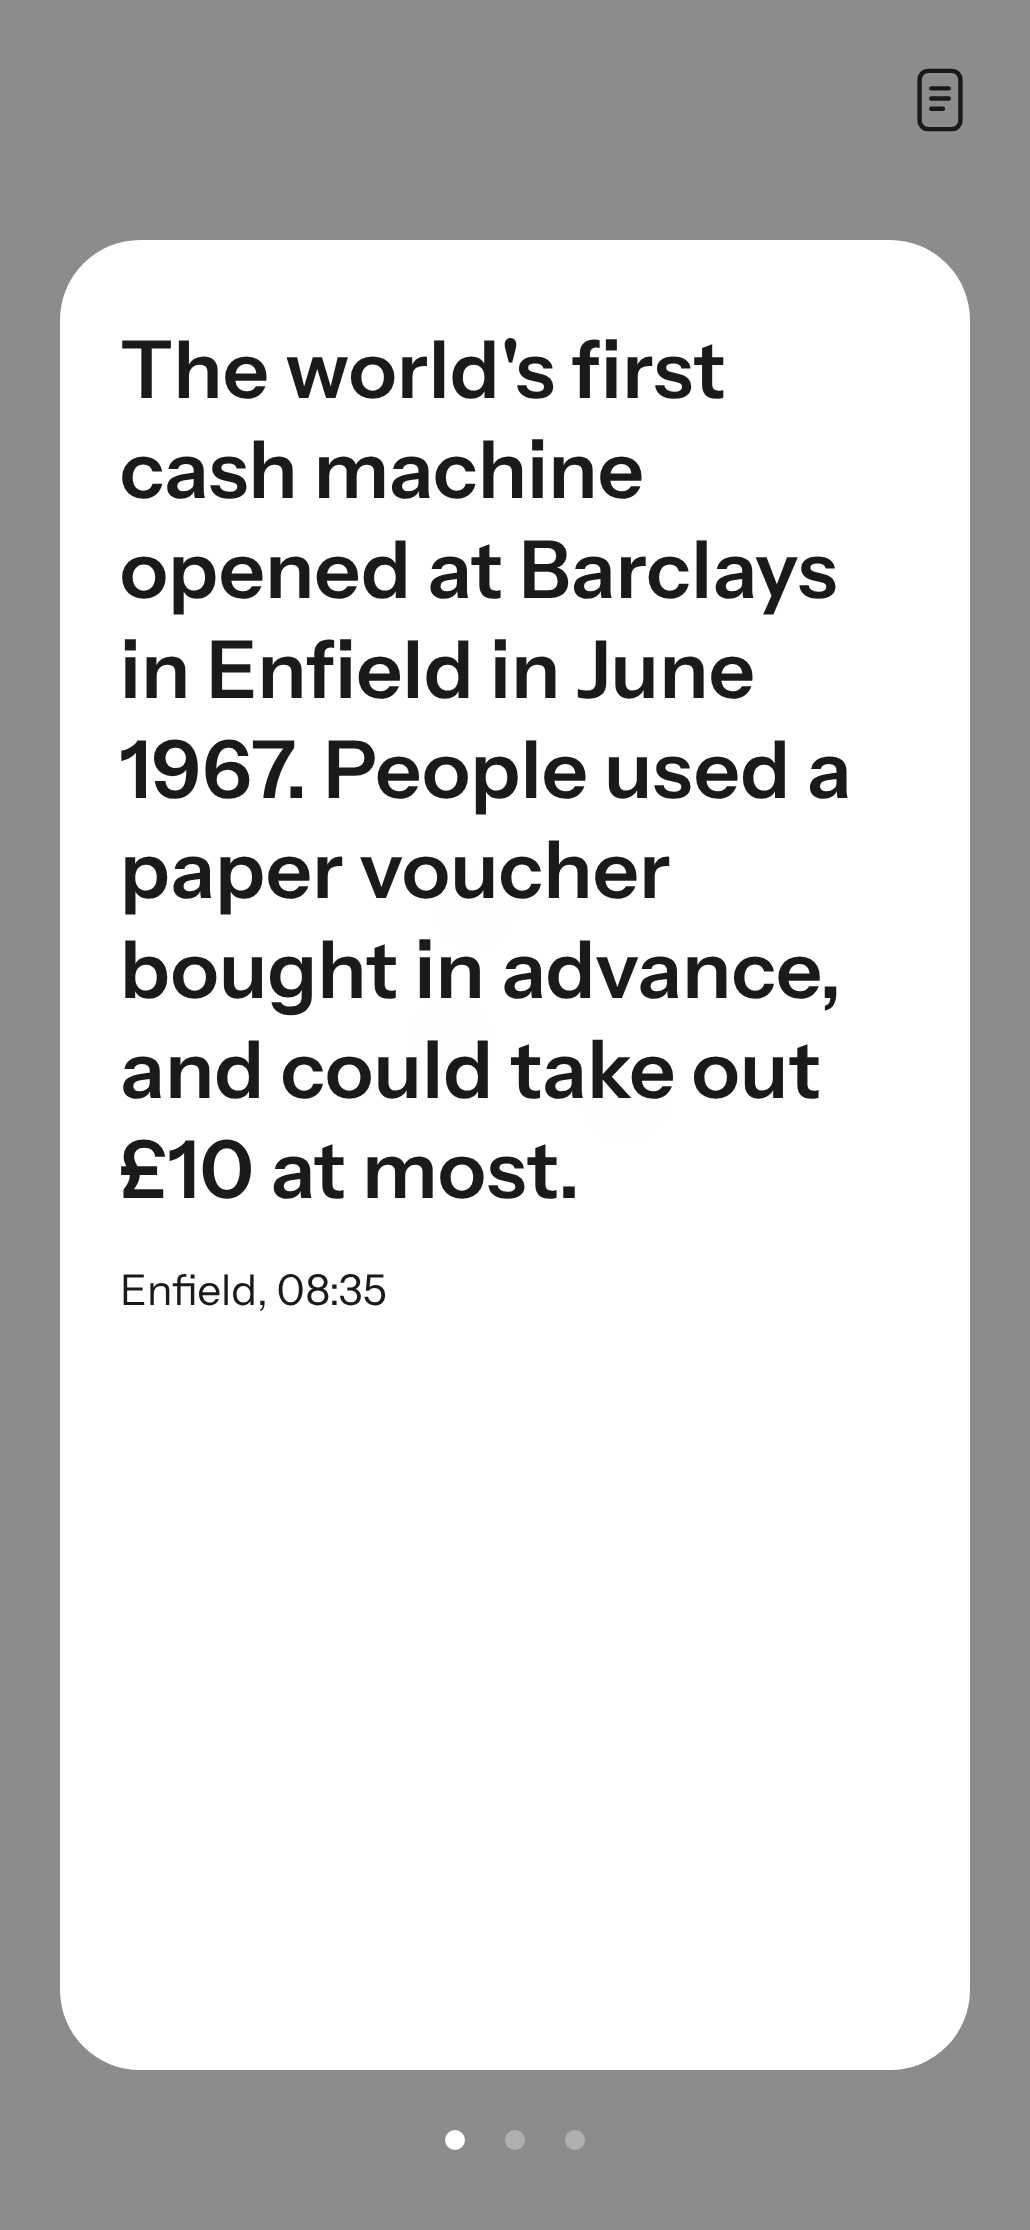 The world's first
cash machine
opened at Barclays
in Enfield in June
1967. People used a
paper voucher
bought in advance,
and could take out
£10 at most.
Enfield, 08:35